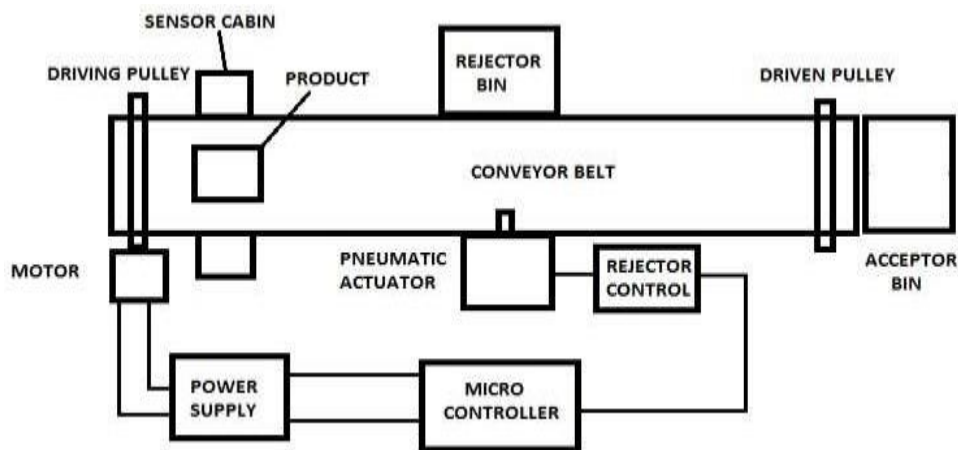 SENSOR CABIN
DRIVING PULLEY
PRODUCT
REJECTOR
BIN
DRIVEN PULLEY
CONVEYOR BELT
MOTOR
PNEUMATIC
ACTUATOR
REJECTOR
CONTROL
ACCEPTOR
BIN
POWER
SUPPLY
MICRO
CONTROLLER